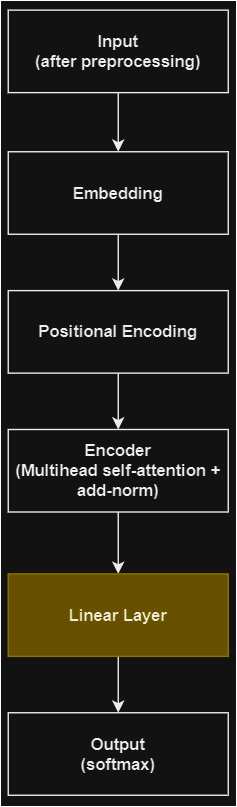 Input
(after preprocessing)
Embedding
Positional Encoding
Encoder
(Multihead self-attention +
add-norm)
Linear Layer
Output
(softmax)